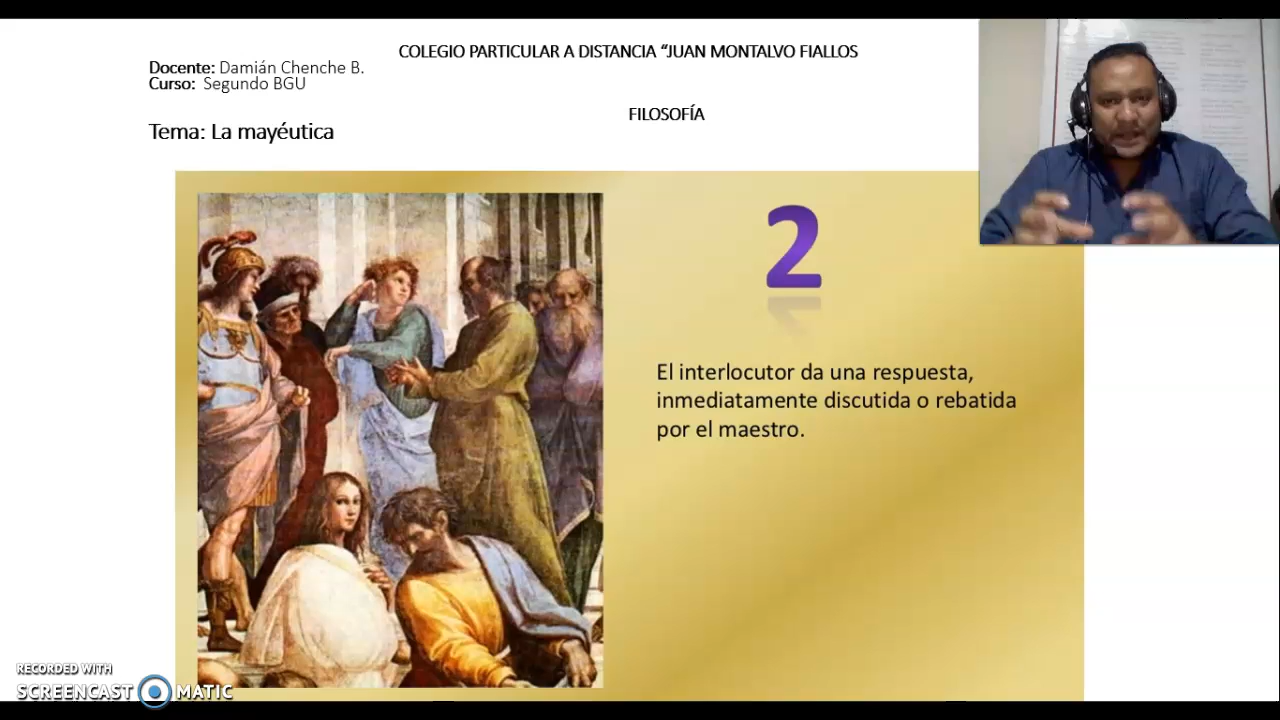 COLEGIO PARTICULAR A DISTANCIA “JUAN MONTALVO FIALLOS
Docente: Damián Chenche B.
Curso: Segundo BGU
FILOSOFÍA
Tema: La mayéutica
2
El interlocutor da una respuesta,
inmediatamente discutida o rebatida
por el maestro.
RECORDED WITH
SCREENCAST MATIC